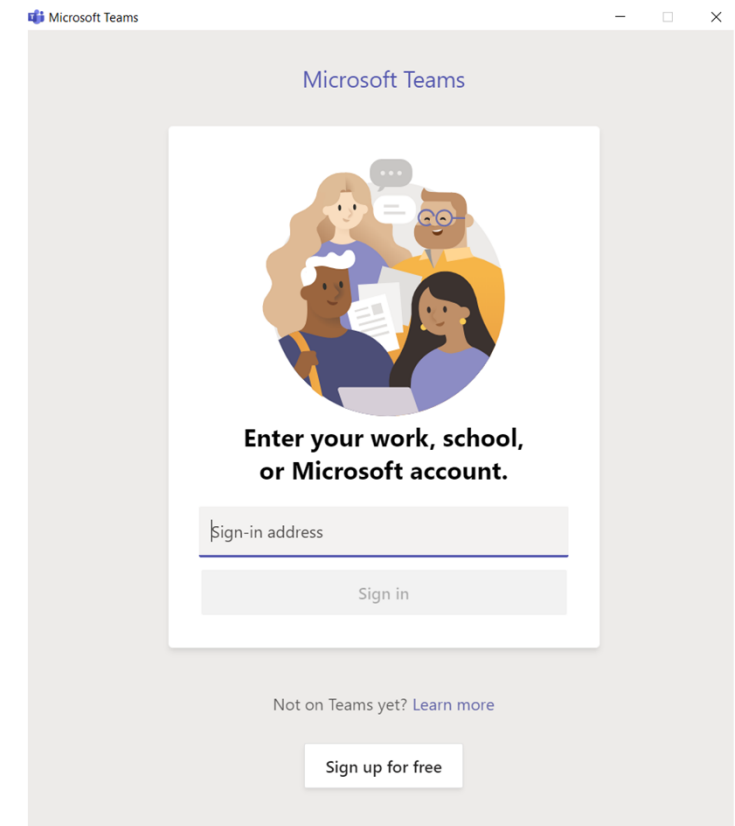 Microsoft Teams
Microsoft Teams
Enter your work, school,
or Microsoft account.
Sign-in address
Sign in
Not on Teams yet? Learn more
Sign up for free